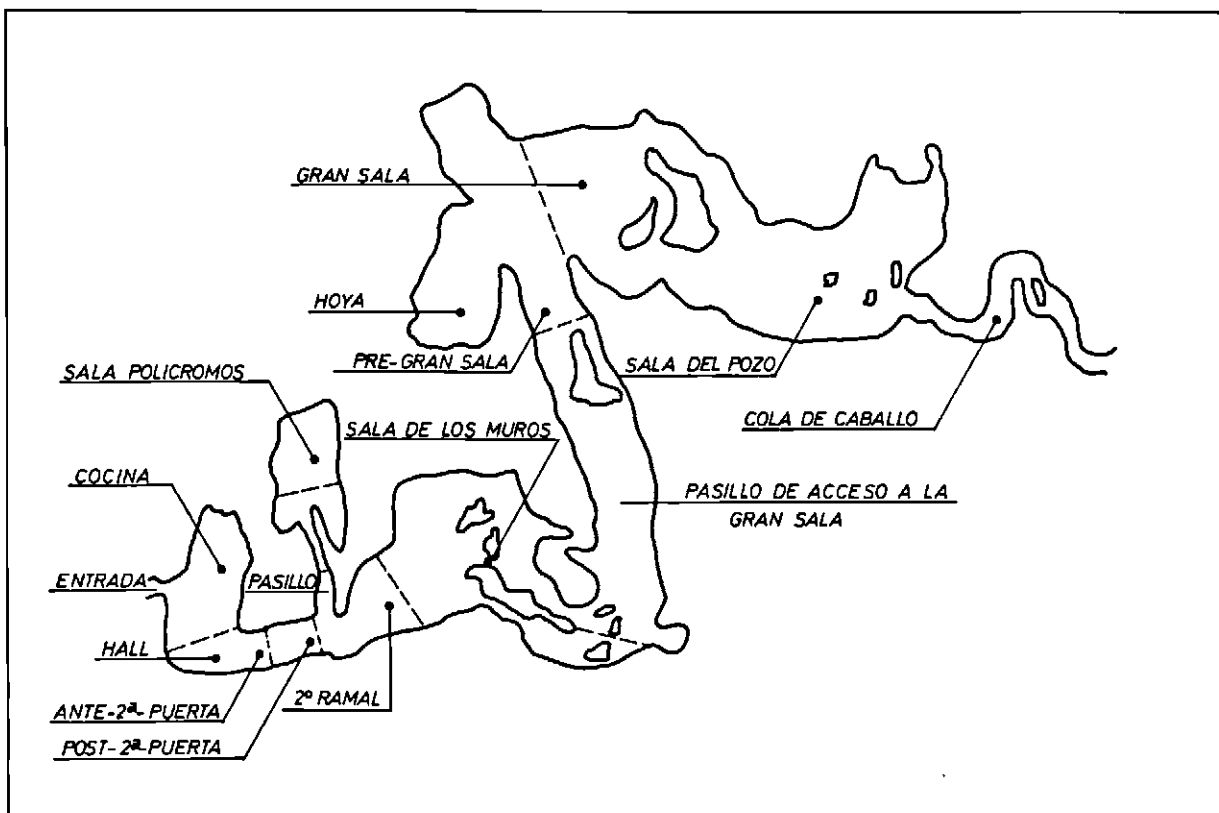 GRAN SALA
HOYA
PRE-GRAN SALA
SALA DEL POZO
SALA POLICROMOS
COLA DE CABALLO
SALA DE LOS MUROS
COCINA
PASILLO DE ACCESO A LA
GRAN SALA
ENTRADA
PASILLO
HALL
2º RAMAL
ANTE-2ª-PUERTA
POST-2ª-PUERTA